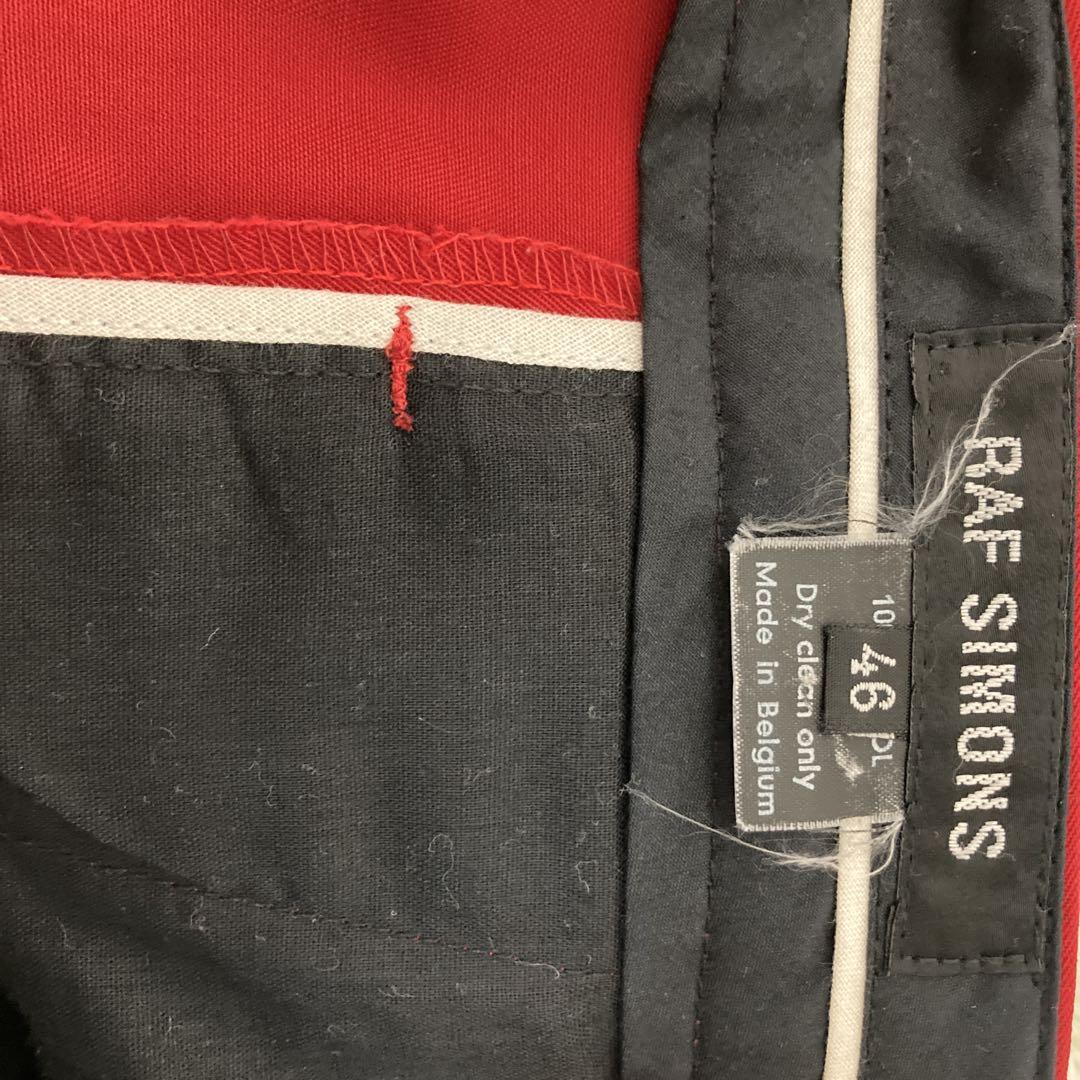 RAF SIMONS
46
Dry clean only
Made in Belgium